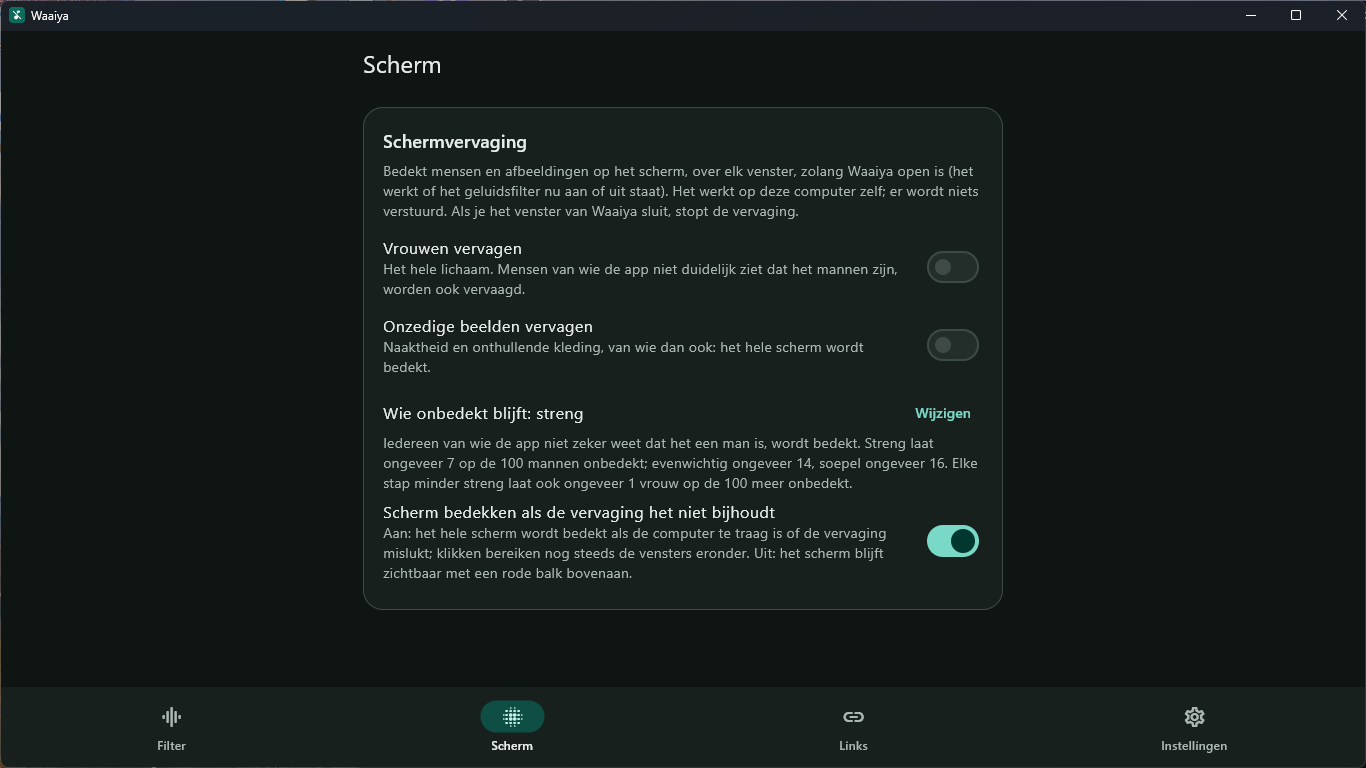 Waaiya
Scherm
Schermvervaging
Bedekt mensen en afbeeldingen op het scherm, over elk venster, zolang Waaiya open is (het
werkt of het geluidsfilter nu aan of uit staat). Het werkt op deze computer zelf; er wordt niets
verstuurd. Als je het venster van Waaiya sluit, stopt de vervaging.
Vrouwen vervagen
Het hele lichaam. Mensen van wie de app niet duidelijk ziet dat het mannen zijn,
worden ook vervaagd.
Onzedige beelden vervagen
Naaktheid en onthullende kleding, van wie dan ook: het hele scherm wordt
bedekt.
Wie onbedekt blijft: streng
Wijzigen
Iedereen van wie de app niet zeker weet dat het een man is, wordt bedekt. Streng laat
ongeveer 7 op de 100 mannen onbedekt; evenwichtig ongeveer 14, soepel ongeveer 16. Elke
stap minder streng laat ook ongeveer 1 vrouw op de 100 meer onbedekt.
Scherm bedekken als de vervaging het niet bijhoudt
Aan: het hele scherm wordt bedekt als de computer te traag is of de vervaging
mislukt; klikken bereiken nog steeds de vensters eronder. Uit: het scherm blijft
zichtbaar met een rode balk bovenaan.
Filter
Scherm
Links
Instellingen